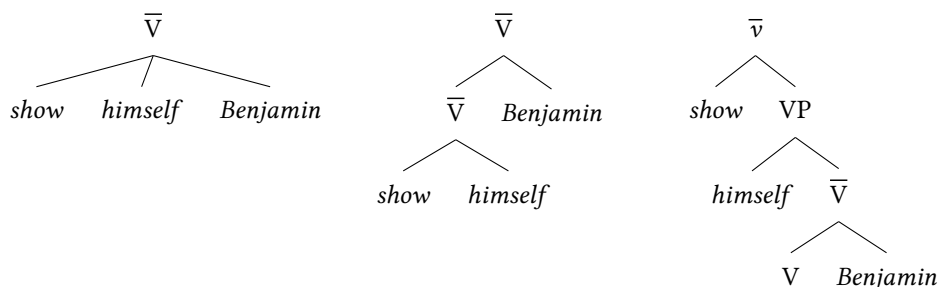 V̅ V̅ v̅
show himself Benjamin V̅ Benjamin show VP
show himself himself V̅
V Benjamin